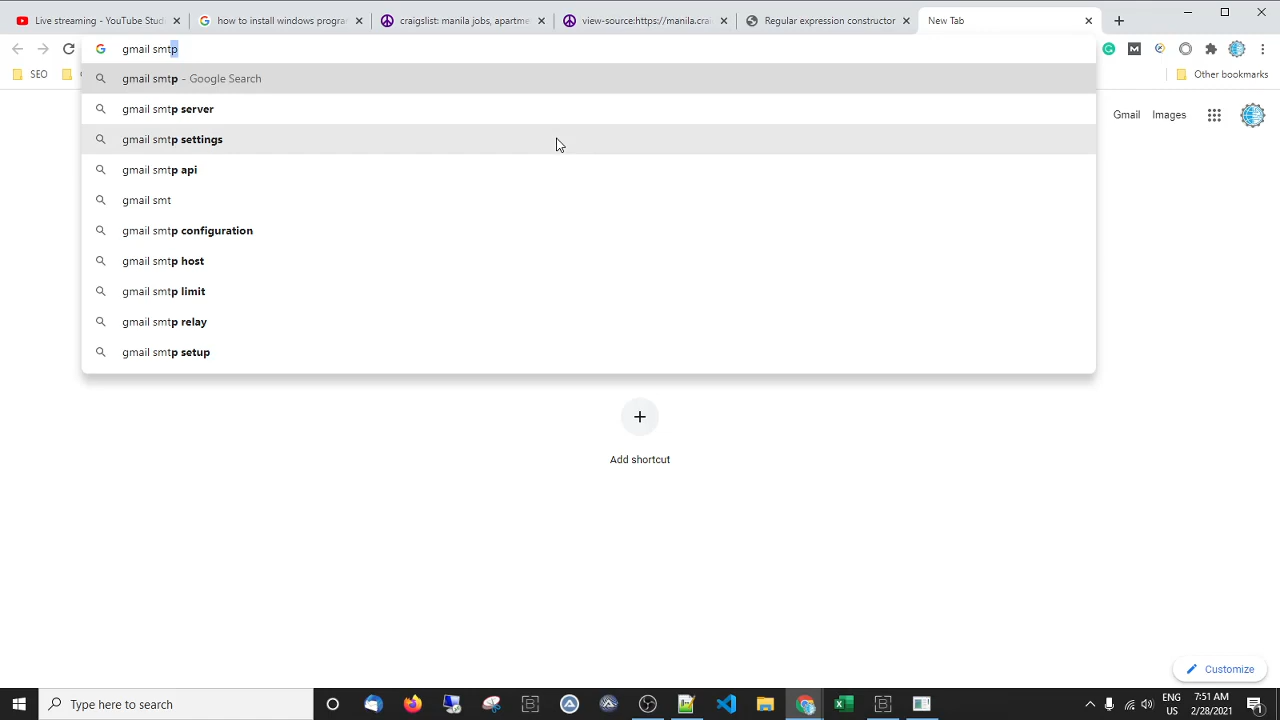 Live streaming - YouTube Stud
how to install windows progra
craigslist: manila jobs, apartme
view-source:https://manila.crai
Regular expression constructor
New Tab
gmail smtp
SEO
Other bookmarks
gmail smtp - Google Search
gmail smtp server
gmail smtp settings
gmail smtp api
gmail smt
gmail smtp configuration
gmail smtp host
gmail smtp limit
gmail smtp relay
gmail smtp setup
Gmail
Images
Add shortcut
Customize
Type here to search
ENG
US
7:51 AM
2/28/2021